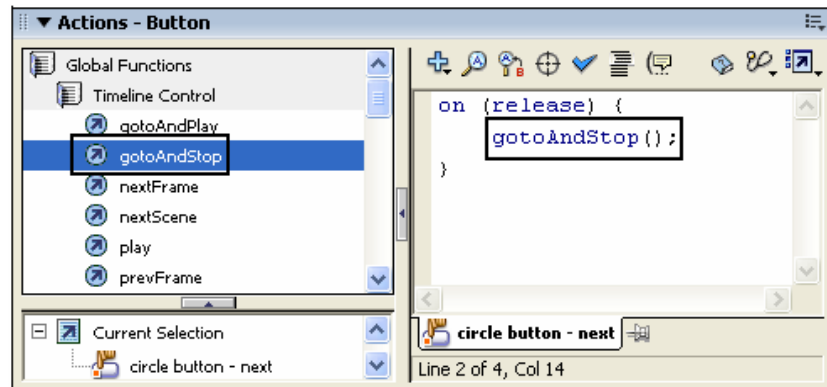 Actions - Button
Global Functions
Timeline Control
gotoAndPlay
gotoAndStop
nextFrame
nextScene
play
prevFrame
Current Selection
circle button - next
on (release) {
gotoAndStop();
}
circle button - next
Line 2 of 4, Col 14